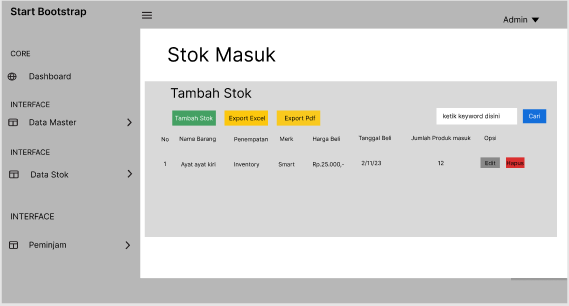 Start Bootstrap
Admin
CORE
Dashboard
INTERFACE
Data Master
INTERFACE
Data Stok
INTERFACE
Peminjam
Stok Masuk
Tambah Stok
Tambah Stok Export Excel Export Pdf ketik keyword disini Cari
No Name Barang Penempatan Merk Harga Beli Tanggal Beli Jumlah Produk masuk Ops
1 Ayat ayat kiri Inventory Smart Rp.25.000,- 2/11/23 12 Edit Hapus